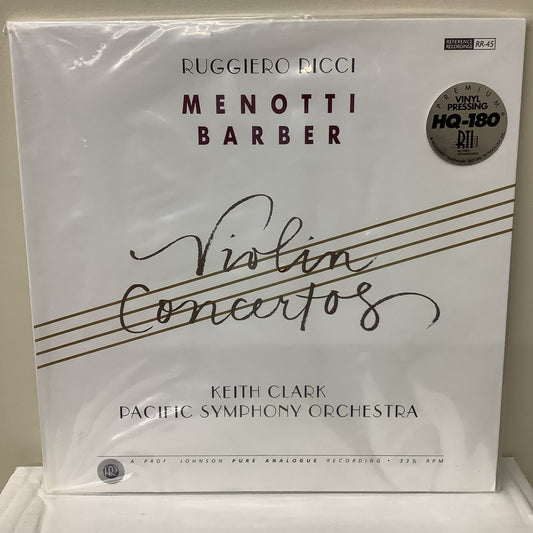 REFERENCE
RECORDINGS
RR-45
RUGGIERO RICCI
MENOTTI
BARBER
PREMIUM
VINYL
PRESSING
HQ-180
RTI
Violin
Concertos
KEITH CLARK
PACIFIC SYMPHONY ORCHESTRA
A PROF. JOHNSON PURE ANALOGUE RECORDING • 33⅓ RPM